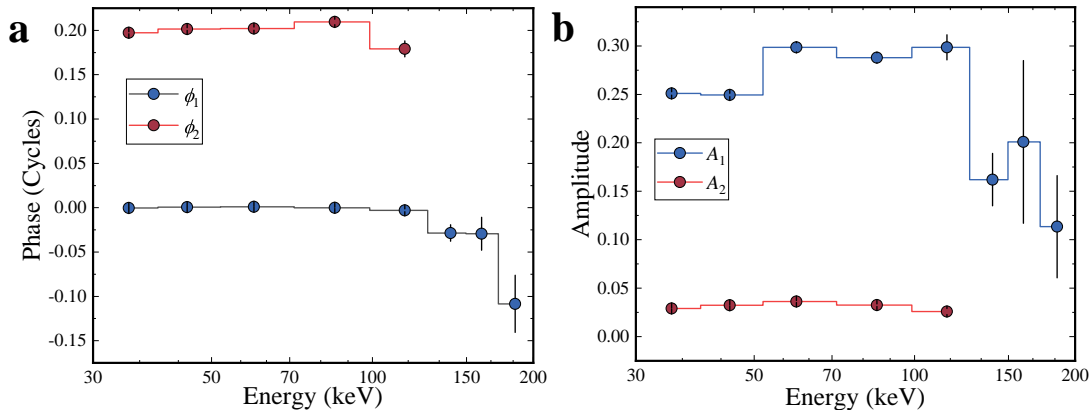 a
0.20
0.15
0.10
0.05
0.00
-0.05
-0.10
-0.15
Phase (Cycles)
ϕ1
ϕ2
30 50 70 100 150 200
Energy (keV)
b
0.30
0.25
0.20
0.15
0.10
0.05
0.00
Amplitude
A1
A2
30 50 70 100 150 200
Energy (keV)